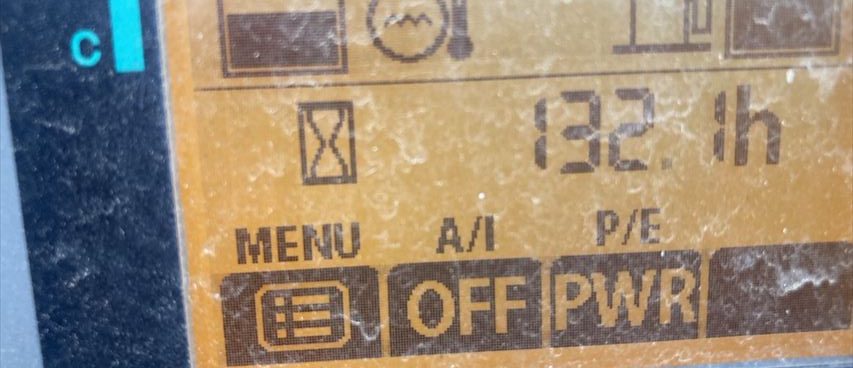 C
132.1h
MENU A/I P/E
OFF PWR